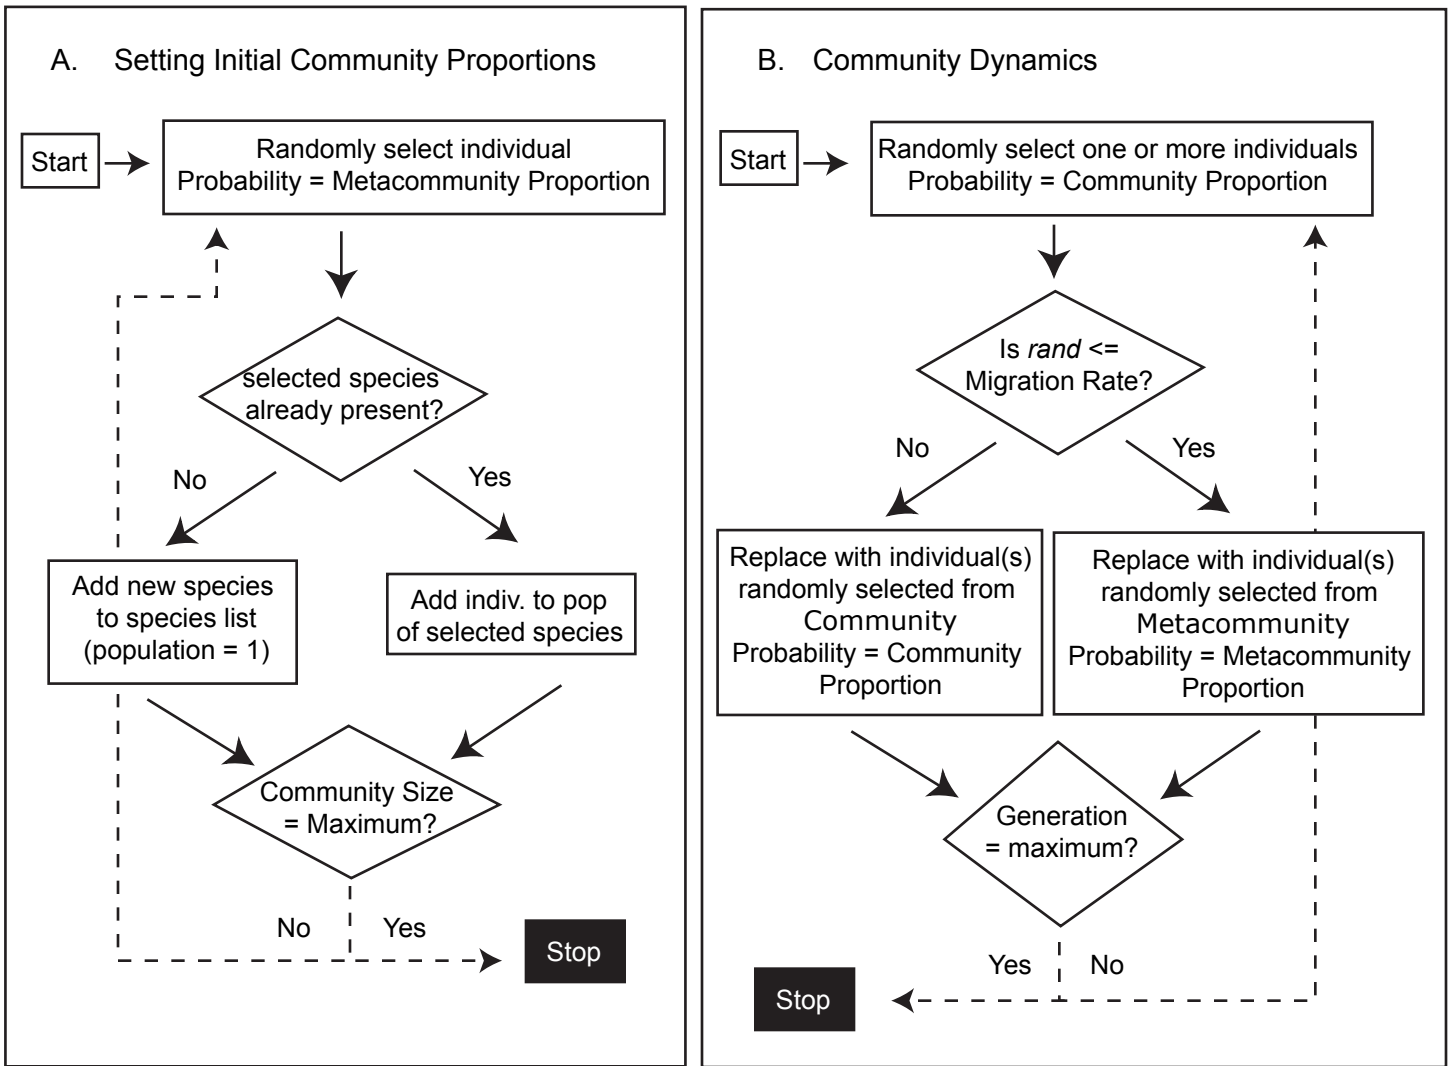 A. Setting Initial Community Proportions
Start
Randomly select individual
Probability = Metacommunity Proportion
selected species
already present?
No
Yes
Add new species
to species list
(population = 1)
Add indiv. to pop
of selected species
Community Size
= Maximum?
No
Yes
Stop
B. Community Dynamics
Start
Randomly select one or more individuals
Probability = Community Proportion
Is rand <=
Migration Rate?
No
Yes
Replace with individual(s)
randomly selected from
Community
Probability = Community
Proportion
Replace with individual(s)
randomly selected from
Metacommunity
Probability = Metacommunity
Proportion
Generation
= maximum?
Yes
No
Stop